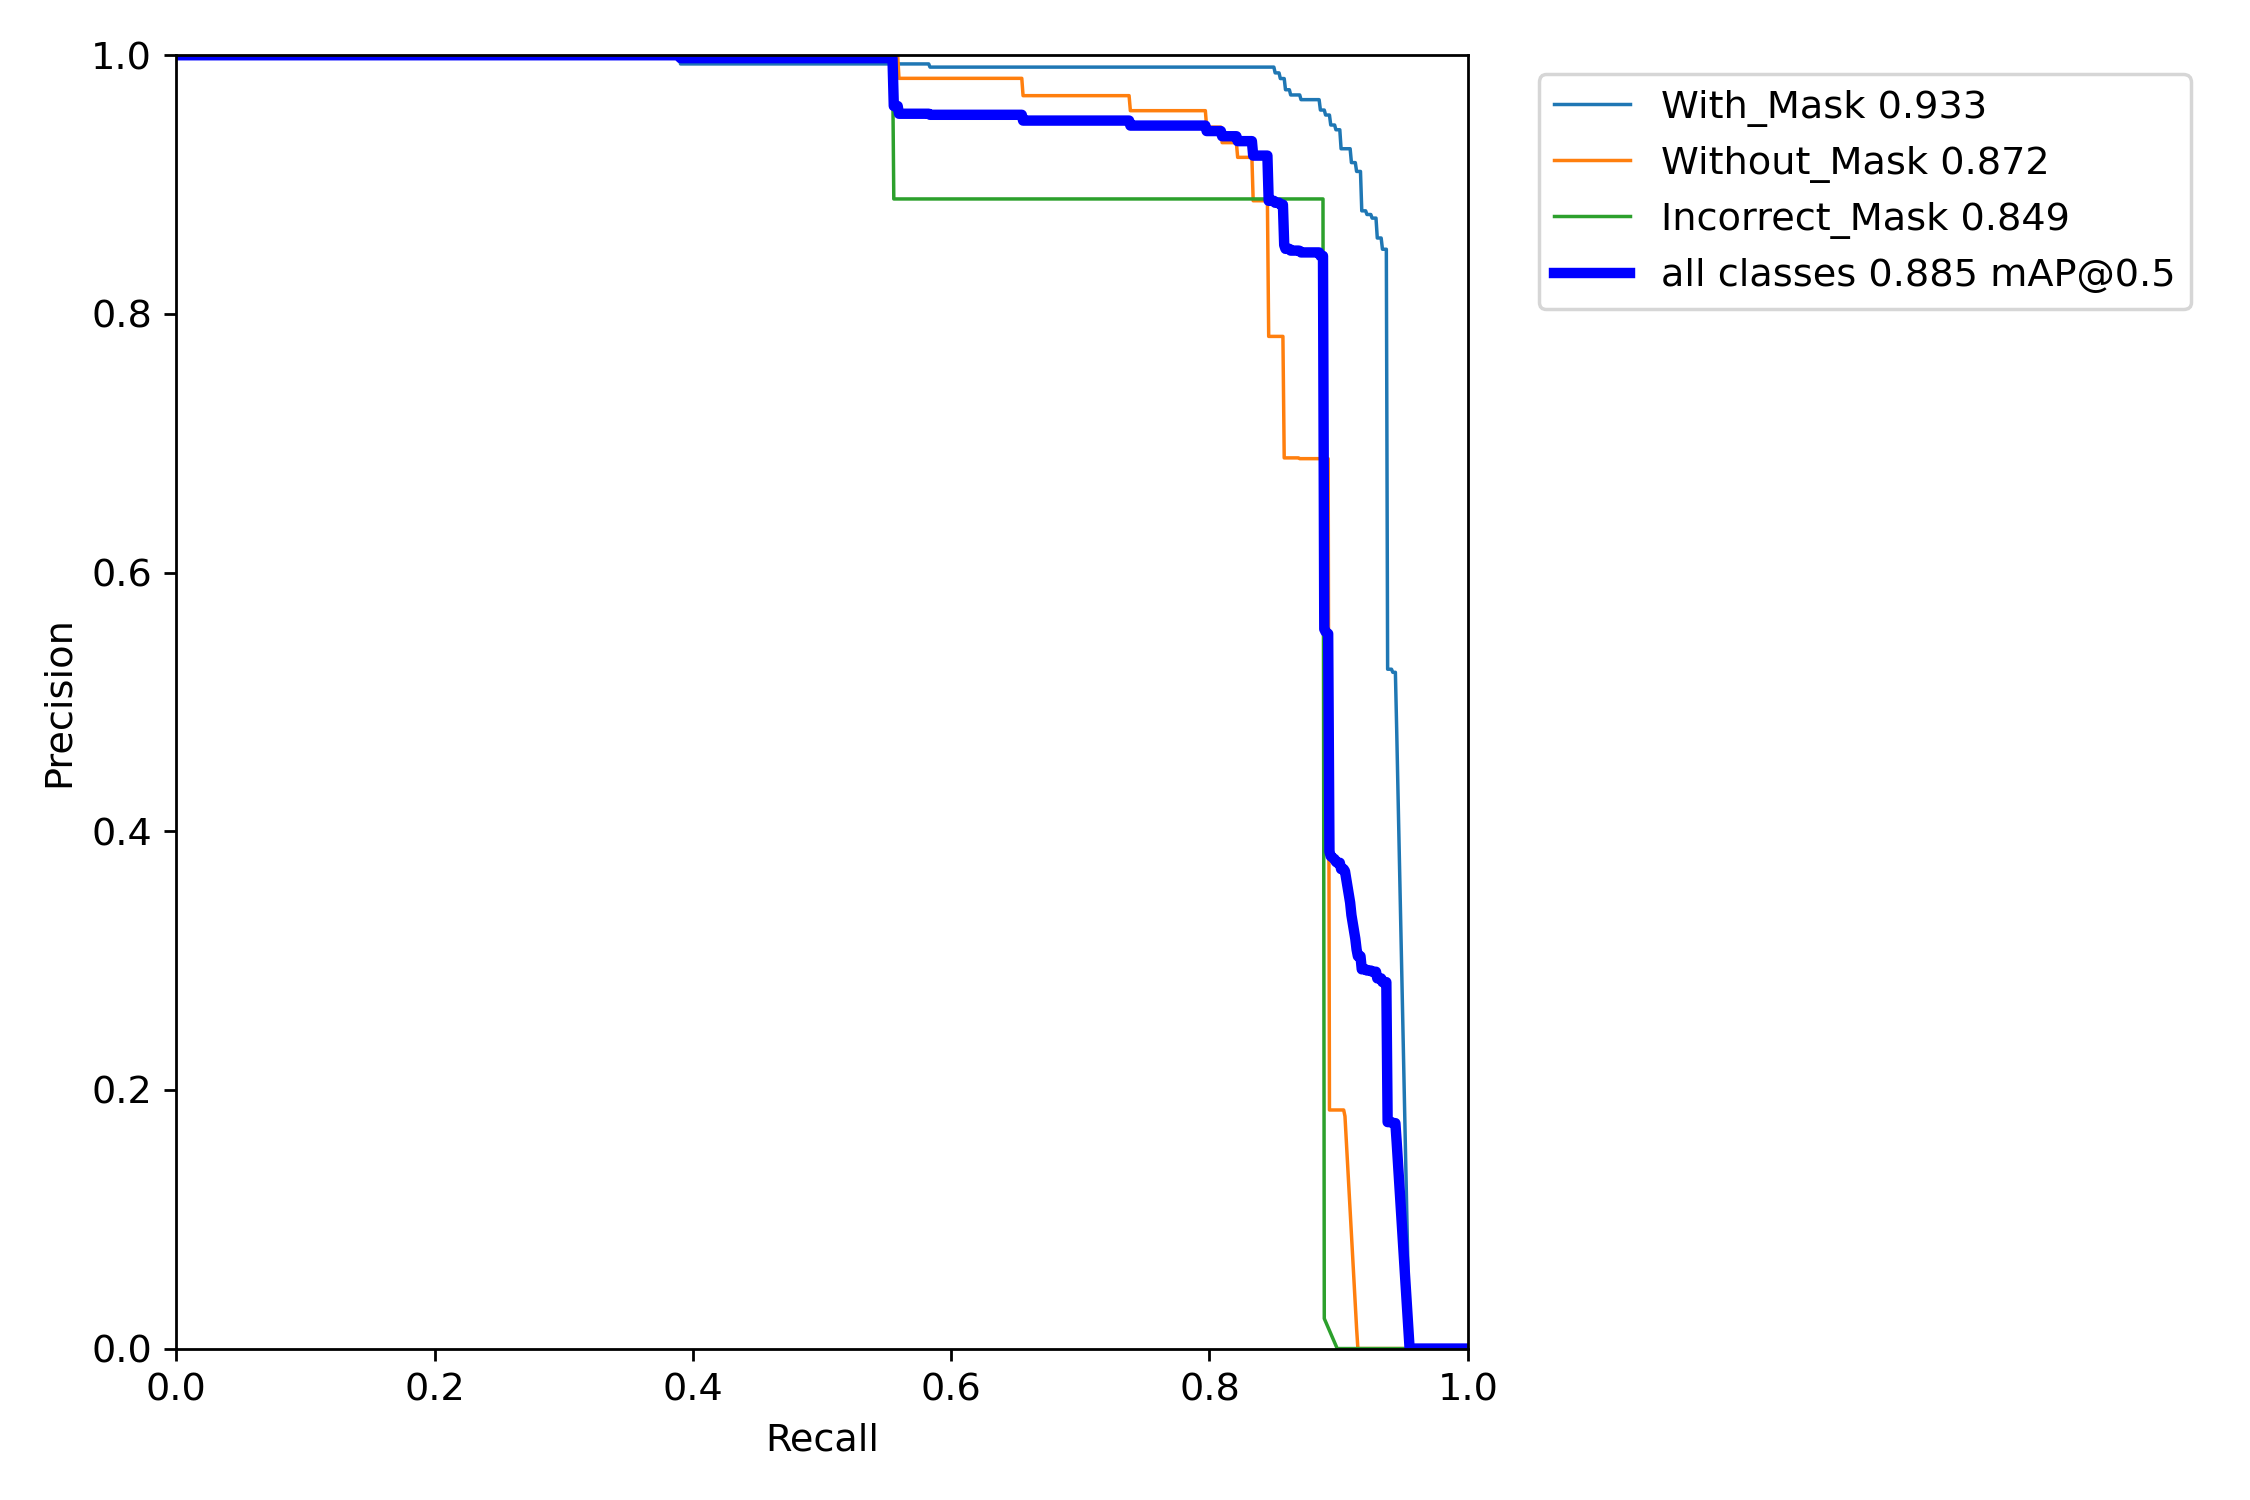 1.0
0.8
0.6
0.4
0.2
0.0
Precision
0.0 0.2 0.4 0.6 0.8 1.0
Recall
With_Mask 0.933
Without_Mask 0.872
Incorrect_Mask 0.849
all classes 0.885 mAP@0.5